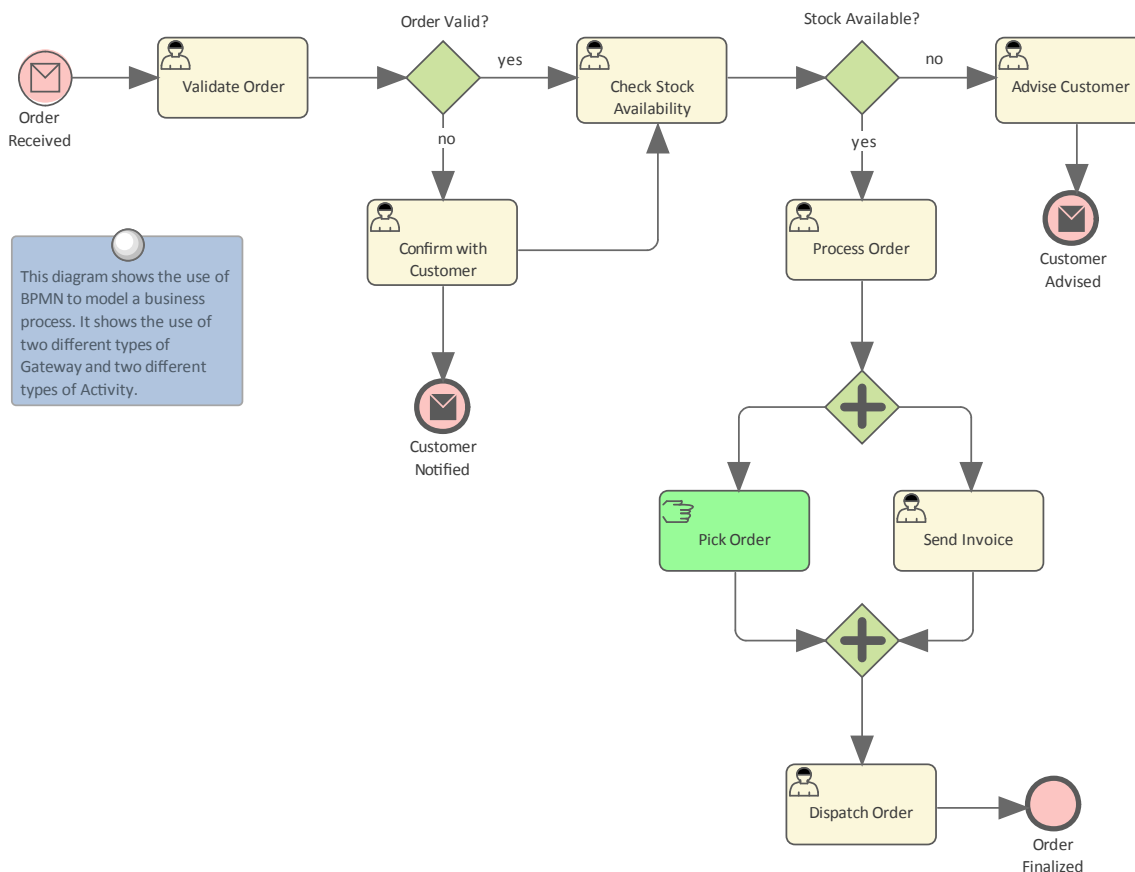 Order Valid?
Stock Available?
Validate Order
yes
Check Stock
Availability
no
Advise Customer
Order
Received
no
yes
Confirm with
Customer
Process Order
Customer
Advised
This diagram shows the use of
BPMN to model a business
process. It shows the use of
two different types of
Gateway and two different
types of Activity.
Customer
Notified
Pick Order
Send Invoice
Dispatch Order
Order
Finalized